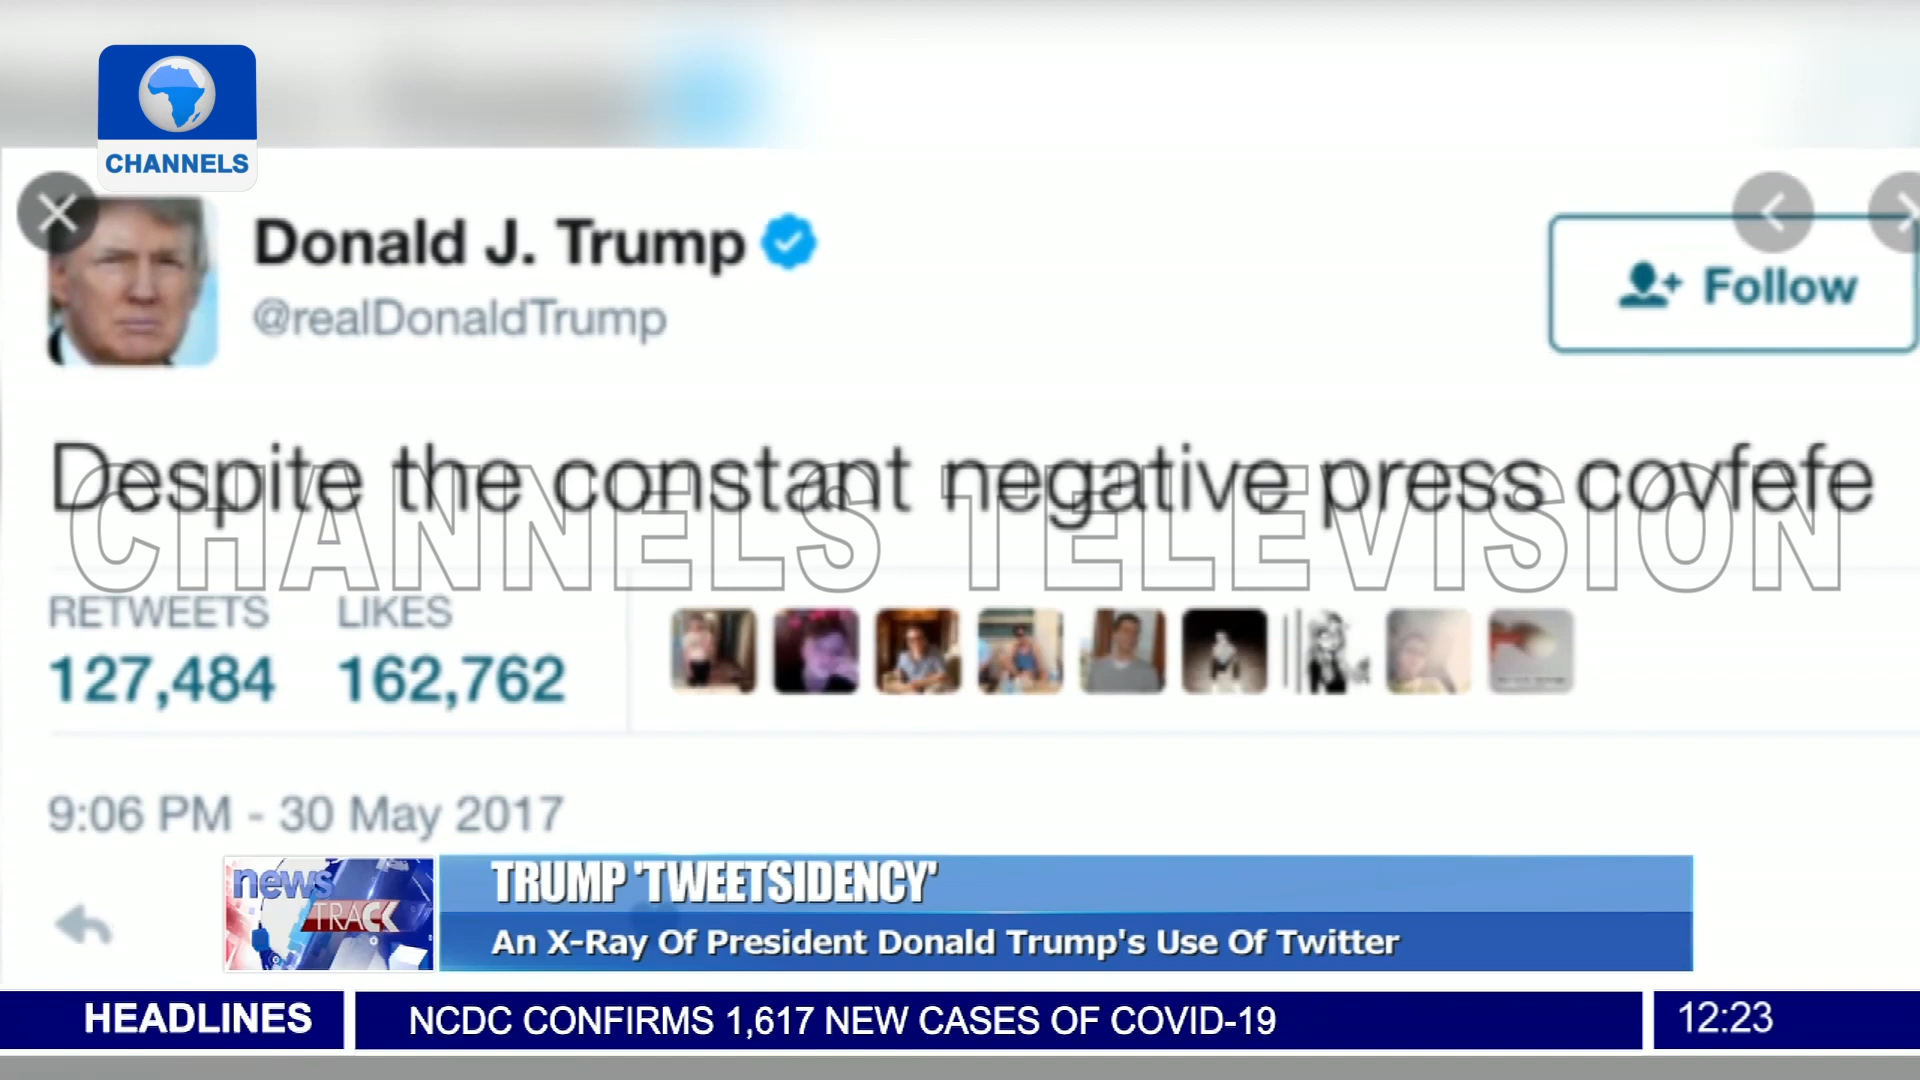 CHANNELS
Donald J. Trump
@realDonaldTrump
Follow
Despite the constant negative press covfefe
CHANNELS TELEVISION
RETWEETS LIKES
127,484 162,762
9:06 PM - 30 May 2017
news
TRACK
TRUMP 'TWEETSIDENCY'
An X-Ray Of President Donald Trump's Use Of Twitter
HEADLINES
NCDC CONFIRMS 1,617 NEW CASES OF COVID-19
12:23